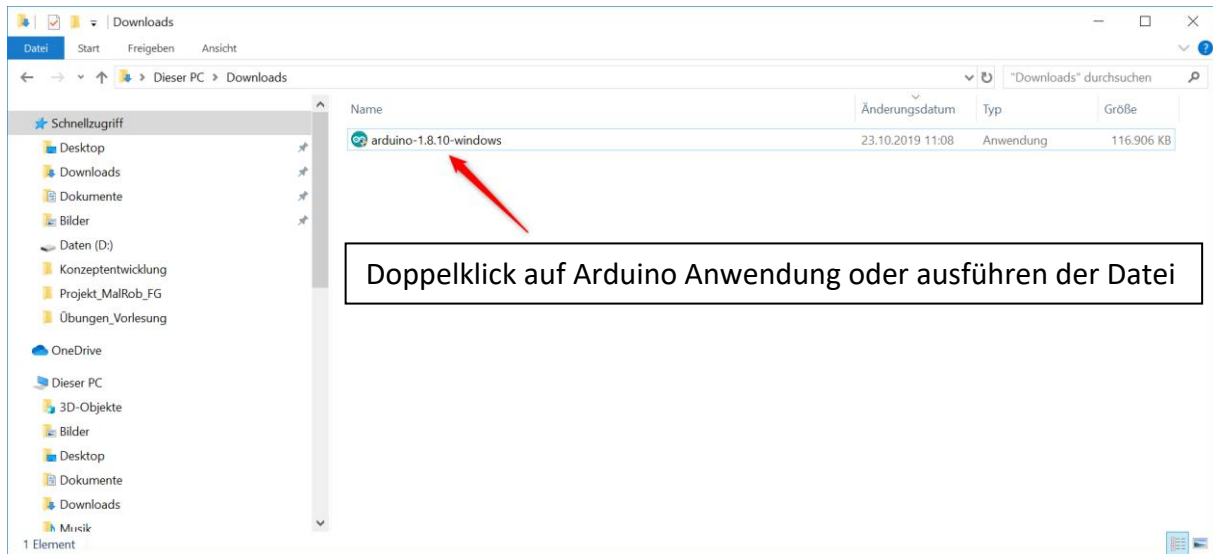 Downloads
Datei Start Freigeben Ansicht
Dieser PC > Downloads "Downloads" durchsuchen
Name Änderungsdatum Typ Größe
Schnellzugriff
arduino-1.8.10-windows 23.10.2019 11:08 Anwendung 116.906 KB
Desktop
Downloads
Dokumente
Bilder
Daten (D:)
Konzeptentwicklung
Projekt_MalRob_FG
Übungen_Vorlesung
Doppelklick auf Arduino Anwendung oder ausführen der Datei
OneDrive
Dieser PC
3D-Objekte
Bilder
Desktop
Dokumente
Downloads
Musik
1 Element